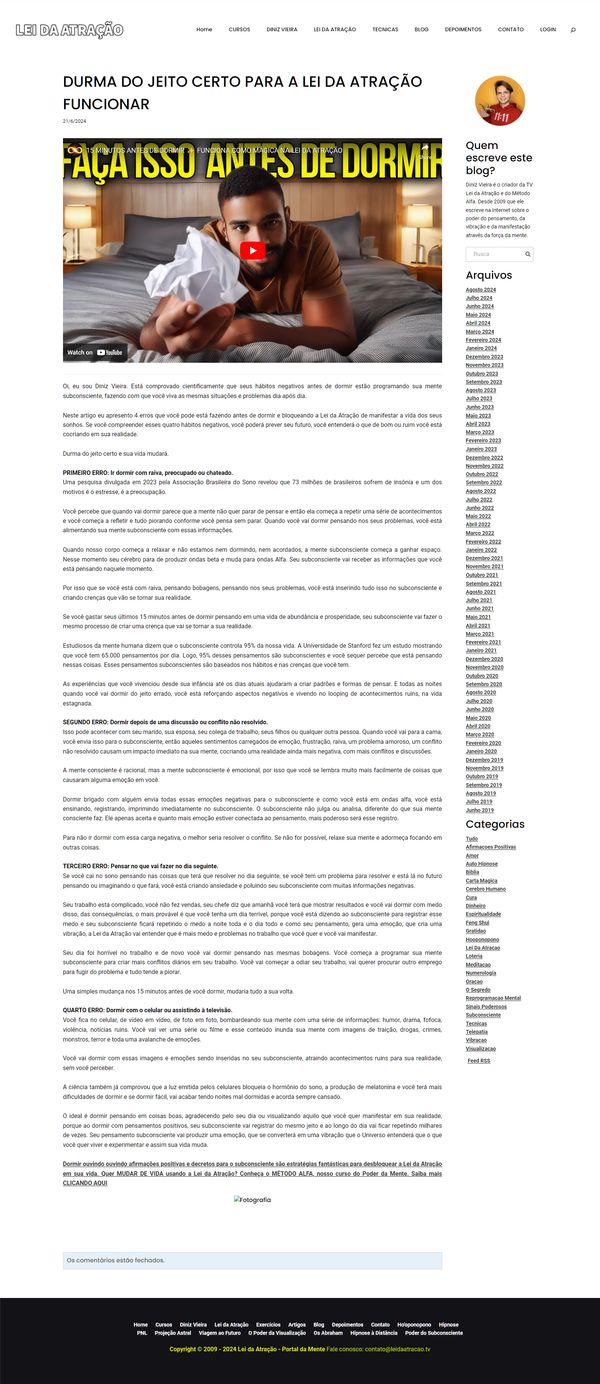 LEI DA ATRAÇÃO
Home CURSOS DINIZ VIEIRA LEI DA ATRAÇÃO TECNICAS BLOG DEPOIMENTOS CONTATO LOGIN
DURMA DO JEITO CERTO PARA A LEI DA ATRAÇÃO
FUNCIONAR
21/6/2024
15 MINUTOS ANTES DE DORMIR - FUNCIONA COMO MÁGICA NA LEI DA ATRAÇÃO
Share
FAÇA ISSO ANTES DE DORMIR
Watch on YouTube
Oi, eu sou Diniz Vieira. Está comprovado cientificamente que seus hábitos negativos antes de dormir estão programando sua mente
subconsciente, fazendo com que você viva as mesmas situações e problemas dia após dia.
Neste artigo eu apresento 4 erros que você pode está fazendo antes de dormir e bloqueando a Lei da Atração de manifestar a vida dos seus
sonhos. Se você compreender esses quatro hábitos negativos, você poderá prever seu futuro, você entenderá o que de bom ou ruim você está
cocriando em sua realidade.
Durma do jeito certo e sua vida mudará.
PRIMEIRO ERRO: Ir dormir com raiva, preocupado ou chateado.
Uma pesquisa divulgada em 2023 pela Associação Brasileira do Sono revelou que 73 milhões de brasileiros sofrem de insônia e um dos
motivos é o estresse, é a preocupação.
Você percebe que quando vai dormir parece que a mente não quer parar de pensar e então ela começa a repetir uma série de acontecimentos
e você começa a refletir e tudo piorando conforme você pensa sem parar. Quando você vai dormir pensando nos seus problemas, você está
alimentando sua mente subconsciente com essas informações.
Quando nosso corpo começa a relaxar e não estamos nem dormindo, nem acordados, a mente subconsciente começa a ganhar espaço.
Nesse momento seu cérebro para de produzir ondas beta e muda para ondas Alfa. Seu subconsciente vai receber as informações que você
está pensando naquele momento.
Por isso que se você está com raiva, pensando bobagens, pensando nos seus problemas, você está inserindo tudo isso no subconsciente e
criando crenças que vão se tornar sua realidade.
Se você gastar seus últimos 15 minutos antes de dormir pensando em uma vida de abundância e prosperidade, seu subconsciente vai fazer o
mesmo processo de criar uma crença que vai se tornar a sua realidade.
Estudiosos da mente humana dizem que o subconsciente controla 95% da nossa vida. A Universidade de Stanford fez um estudo mostrando
que você tem 65.000 pensamentos por dia. Logo, 95% desses pensamentos são subconscientes e você sequer percebe que está pensando
nessas coisas. Esses pensamentos subconscientes são baseados nos hábitos e nas crenças que você tem.
As experiências que você vivenciou desde sua infância até os dias atuais ajudaram a criar padrões e formas de pensar. E todas as noites
quando você vai dormir do jeito errado, você está reforçando aspectos negativos e vivendo no looping de acontecimentos ruins, na vida
estagnada.
SEGUNDO ERRO: Dormir depois de uma discussão ou conflito não resolvido.
Isso pode acontecer com seu marido, sua esposa, seu colega de trabalho, seus filhos ou qualquer outra pessoa. Quando você vai para a cama,
você envia isso para o subconsciente, então aqueles sentimentos carregados de emoção, frustração, raiva, um problema amoroso, um conflito
não resolvido causam um impacto imediato na sua mente, cocriando uma realidade ainda mais negativa, com mais conflitos e discussões.
A mente consciente é racional, mas a mente subconsciente é emocional, por isso que você se lembra muito mais facilmente de coisas que
causaram alguma emoção em você.
Dormir brigado com alguém envia todas essas emoções negativas para o subconsciente e como você está em ondas alfa, você está
ensinando, registrando, imprimindo imediatamente no subconsciente. O subconsciente não julga ou analisa, diferente do que sua mente
consciente faz. Ele apenas aceita e quanto mais emoção estiver conectada ao pensamento, mais poderoso será esse registro.
Para não ir dormir com essa carga negativa, o melhor seria resolver o conflito. Se não for possível, relaxe sua mente e adormeça focando em
outras coisas.
TERCEIRO ERRO: Pensar no que vai fazer no dia seguinte.
Se você cai no sono pensando nas coisas que terá que resolver no dia seguinte, se você tem um problema para resolver e está lá no futuro
pensando ou imaginando o que fará, você está criando ansiedade e poluindo seu subconsciente com muitas informações negativas.
Seu trabalho está complicado, você não fez vendas, seu chefe diz que amanhã você terá que mostrar resultados e você vai dormir com medo
disso, das consequências, o mais provável é que você tenha um dia terrível, porque você está dizendo ao subconsciente para registrar esse
medo e seu subconsciente ficará repetindo o medo a noite toda e o dia todo e como seu pensamento, gera uma emoção, que cria uma
vibração, a Lei da Atração vai entender que é mais medo e problemas no trabalho que você quer e você vai manifestar.
Seu dia foi horrível no trabalho e de novo você vai dormir pensando nas mesmas bobagens. Você começa a programar sua mente
subconsciente para criar mais conflitos diários em seu trabalho. Você vai começar a odiar seu trabalho, vai querer procurar outro emprego
para fugir do problema e tudo tende a piorar.
Uma simples mudança nos 15 minutos antes de você dormir, mudaria tudo a sua volta.
QUARTO ERRO: Dormir com o celular ou assistindo à televisão.
Você fica no celular, de vídeo em vídeo, de foto em foto, bombardeando sua mente com uma série de informações: humor, drama, fofoca,
violência, notícias ruins. Você vai ver uma série ou filme e esse conteúdo inunda sua mente com imagens de traição, drogas, crimes,
monstros, terror e toda uma avalanche de emoções.
Você vai dormir com essas imagens e emoções sendo inseridas no seu subconsciente, atraindo acontecimentos ruins para sua realidade,
sem você perceber.
A ciência também já comprovou que a luz emitida pelos celulares bloqueia o hormônio do sono, a produção de melatonina e você terá mais
dificuldades de dormir e se dormir fácil, vai acabar tendo noites mal dormidas e acorda sempre cansado.
O ideal é dormir pensando em coisas boas, agradecendo pelo seu dia ou visualizando aquilo que você quer manifestar em sua realidade,
porque ao dormir com pensamentos positivos, seu subconsciente vai registrar do mesmo jeito e ao longo do dia vai ficar repetindo milhares
de vezes. Seu pensamento subconsciente vai produzir uma emoção, que se converterá em uma vibração que o Universo entenderá que o que
você quer viver e experimentar e assim sua vida muda.
Dormir ouvindo ouvindo afirmações positivas e decretos para o subconsciente são estratégias fantásticas para desbloquear a Lei da Atração
em sua vida. Quer MUDAR DE VIDA usando a Lei da Atração? Conheça o MÉTODO ALFA, nosso curso do Poder da Mente. Saiba mais
CLICANDO AQUI
Fotografia
Os comentários estão fechados.
11:11
Quem
escreve este
blog?
Diniz Vieira é o criador da TV
Lei da Atração e do Método
Alfa. Desde 2009 que ele
escreve na Internet sobre o
poder do pensamento, da
vibração e da manifestação
através da força da mente.
Busca
Arquivos
Agosto 2024
Julho 2024
Junho 2024
Maio 2024
Abril 2024
Março 2024
Fevereiro 2024
Janeiro 2024
Dezembro 2023
Novembro 2023
Outubro 2023
Setembro 2023
Agosto 2023
Julho 2023
Junho 2023
Maio 2023
Abril 2023
Março 2023
Fevereiro 2023
Janeiro 2023
Dezembro 2022
Novembro 2022
Outubro 2022
Setembro 2022
Agosto 2022
Julho 2022
Junho 2022
Maio 2022
Abril 2022
Março 2022
Fevereiro 2022
Janeiro 2022
Dezembro 2021
Novembro 2021
Outubro 2021
Setembro 2021
Agosto 2021
Julho 2021
Junho 2021
Maio 2021
Abril 2021
Março 2021
Fevereiro 2021
Janeiro 2021
Dezembro 2020
Novembro 2020
Outubro 2020
Setembro 2020
Agosto 2020
Julho 2020
Junho 2020
Maio 2020
Abril 2020
Março 2020
Fevereiro 2020
Janeiro 2020
Dezembro 2019
Novembro 2019
Outubro 2019
Setembro 2019
Agosto 2019
Julho 2019
Junho 2019
Categorias
Tudo
Afirmacoes Positivas
Amor
Auto Hipnose
Biblia
Carta Magica
Cerebro Humano
Cura
Dinheiro
Espiritualidade
Feng Shui
Gratidao
Hooponopono
Lei Da Atracao
Loteria
Meditacao
Numerologia
Oracao
O Segredo
Reprogramacao Mental
Sinais Poderosos
Subconsciente
Tecnicas
Telepatia
Vibracao
Visualizacao
Feed RSS
Home Cursos Diniz Vieira Lei da Atração Exercícios Artigos Blog Depoimentos Contato Ho'oponopono Hipnose
PNL Projeção Astral Viagem ao Futuro O Poder da Visualização Os Abraham Hipnose à Distância Poder do Subconsciente
Copyright © 2009 - 2024 Lei da Atração - Portal da Mente Fale conosco: contato@leidaatracao.tv